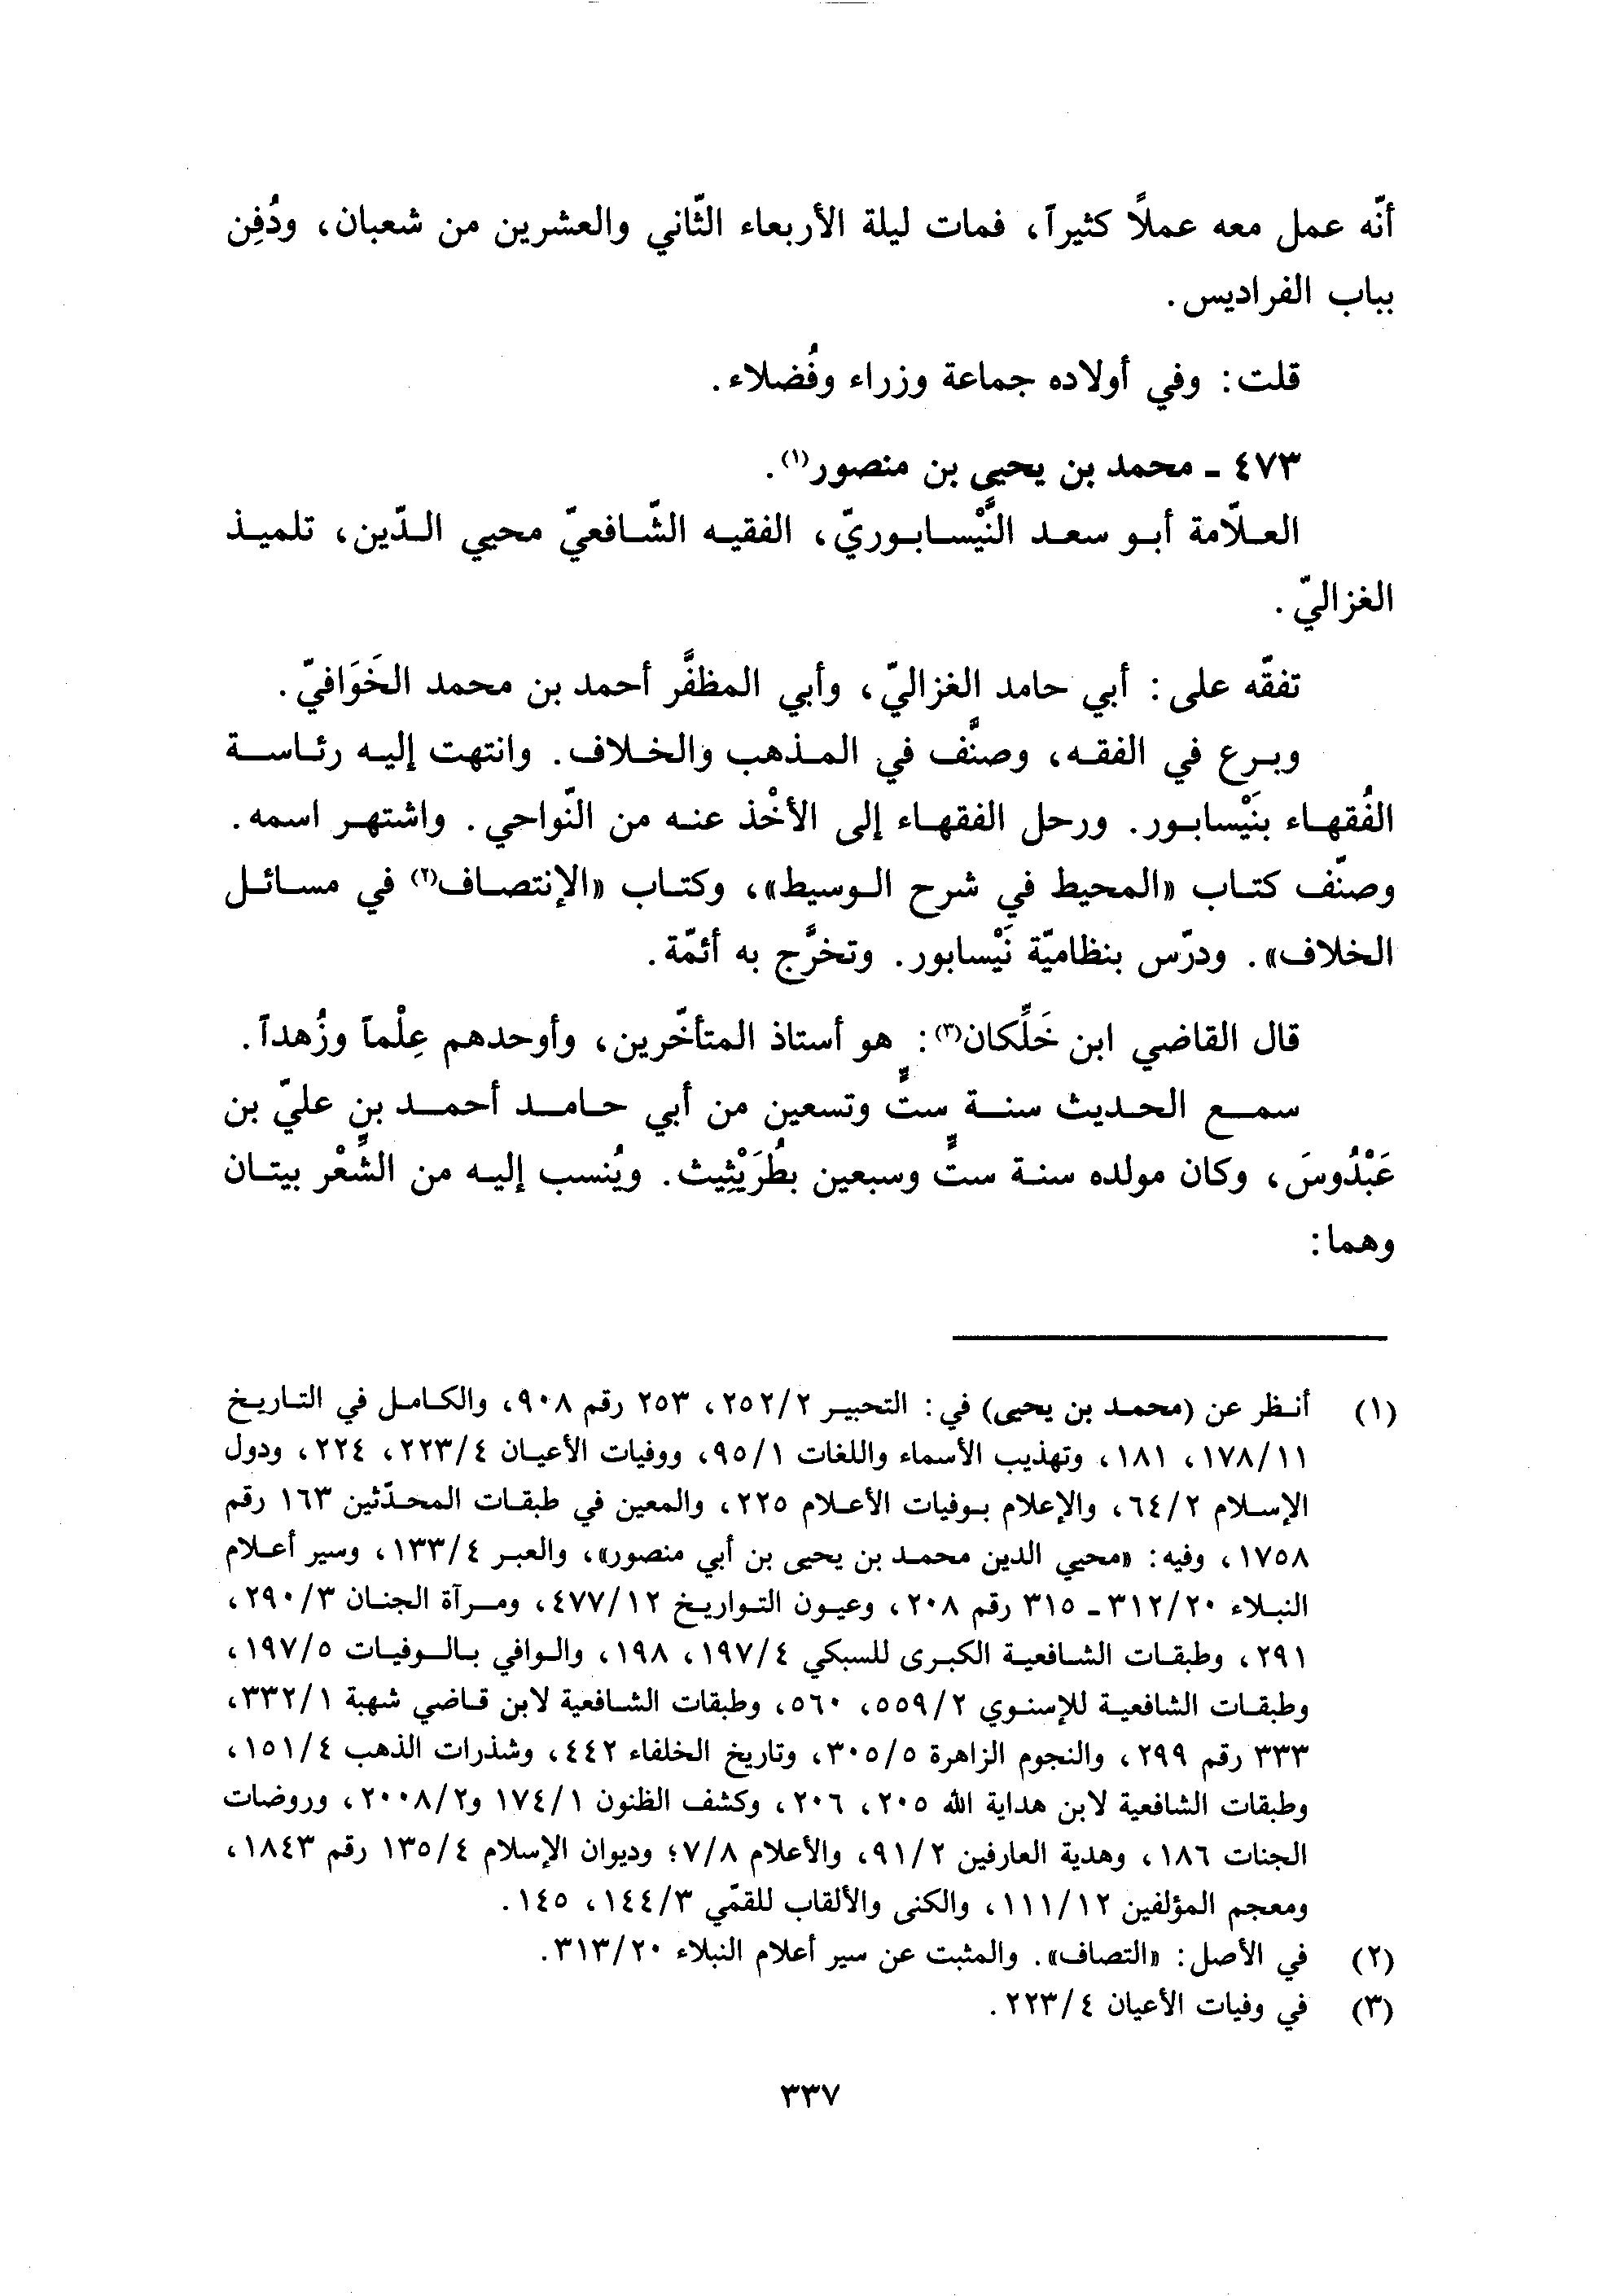 أنّه عمل معه عملاً كثيراً، فمات ليلة الأربعاء الثّاني والعشرين من شعبان، ودُفِن
بباب الفراديس.
قلت: وفي أولاده جماعة وزراء وفُضلاء.
٤٧٣ - محمد بن يحيى بن منصور(١).
العلّامة أبو سعد النَّيْسابوريّ، الفقيه الشّافعيّ محيي الدّين، تلميذ
الغزاليّ.
تفقّه على: أبي حامد الغزاليّ، وأبي المظفَّر أحمد بن محمد الخَوَافيّ.
وبرع في الفقه، وصنَّف في المذهب والخلاف. وانتهت إليه رئاسة
الفُقهاء بنَيْسابور. ورحل الفقهاء إلى الأخْذ عنه من النّواحي. واشتهر اسمه.
وصنّف كتاب «المحيط في شرح الوسيط»، وكتاب «الإنتصاف(٢) في مسائل
الخلاف». ودرّس بنظاميّة نَيْسابور. وتخرَّج به أئمّة.
قال القاضي ابن خَلِّكان(٣): هو أستاذ المتأخّرين، وأوحدهم عِلْماً وزُهداً.
سمع الحديث سنة ستٍّ وتسعين من أبي حامد أحمد بن عليّ بن
عَبْدُوسَ، وكان مولده سنة ستٍّ وسبعين بطُرَيْثِيث. ويُنسب إليه من الشِّعْر بيتان
وهما:
(١) أنظر عن (محمد بن يحيى) في: التحبير ٢/٢٥٢، ٢٥٣ رقم ٩٠٨، والكامل في التاريخ
١١/١٧٨، ١٨١، وتهذيب الأسماء واللغات ١/٩٥، ووفيات الأعيان ٤/٢٢٣، ٢٢٤، ودول
الإسلام ٢/٦٤، والإعلام بوفيات الأعلام ٢٢٥، والمعين في طبقات المحدّثين ١٦٣ رقم
١٧٥٨، وفيه: «محيي الدين محمد بن يحيى بن أبي منصور»، والعبر ٤/١٣٣، وسير أعلام
النبلاء ٢٠/٣١٢ - ٣١٥ رقم ٢٠٨، وعيون التواريخ ١٢/٤٧٧، ومرآة الجنان ٣/٢٩٠،
٢٩١، وطبقات الشافعية الكبرى للسبكي ٤/١٩٧، ١٩٨، والوافي بالوفيات ٥/١٩٧،
وطبقات الشافعية للإسنوي ٢/٥٥٩، ٥٦٠، وطبقات الشافعية لابن قاضي شهبة ١/٣٣٢،
٣٣٣ رقم ٢٩٩، والنجوم الزاهرة ٥/٣٠٥، وتاريخ الخلفاء ٤٤٢، وشذرات الذهب ٤/١٥١،
وطبقات الشافعية لابن هداية الله ٢٠٥، ٢٠٦، وكشف الظنون ١/١٧٤ و٢/٢٠٠٨، وروضات
الجنات ١٨٦، وهدية العارفين ٢/٩١، والأعلام ٨/٧؛ وديوان الإسلام ٤/١٣٥ رقم ١٨٤٣،
ومعجم المؤلفين ١٢/١١١، والكنى والألقاب للقمّي ٣/١٤٤، ١٤٥.
(٢) في الأصل: «التصاف». والمثبت عن سير أعلام النبلاء ٢٠/٣١٣.
(٣) في وفيات الأعيان ٤/٢٢٣.
٣٣٧